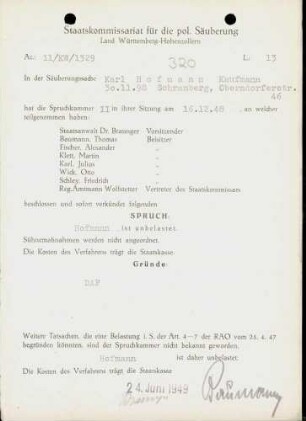 Staatskommissariat für die pol. Säuberung
Land Württemberg-Hohenzollern
Az: 11/XIV/1329
L. 13
320
In der Säuberungssache: Karl Hofmann Kaufmann
30.11.98 Schramberg, Oberndorferstr.
46
hat die Spruchkammer II in ihrer Sitzung am 16.12.48, an welcher
teilgenommen haben:
Staatsanwalt Dr. Vorsitzender
Baumann, Thomas Beisitzer
Fischer, Alexander "
Klett, Martin "
Karl, Julius "
Wick, Otto "
Schley, Friedrich "
Reg.Amtmann Vertreter des Staatskommissars
beschlossen und sofort verkündet folgenden
SPRUCH:
Hofmann ist unbelastet.
Sühnemaßnahmen werden nicht angeordnet.
Die Kosten des Verfahrens trägt die Staatskasse.
Gründe:
DAF
Weitere Tatsachen, die eine Belastung i. S. der Art. 4-7 der RAO vom 25. 4. 47
begründen könnten, sind der Spruchkammer nicht bekannt geworden.
Hofmann ist daher unbelastet
Die Kosten des Verfahrens trägt die Staatskasse
24. Juni 1949
Baumann